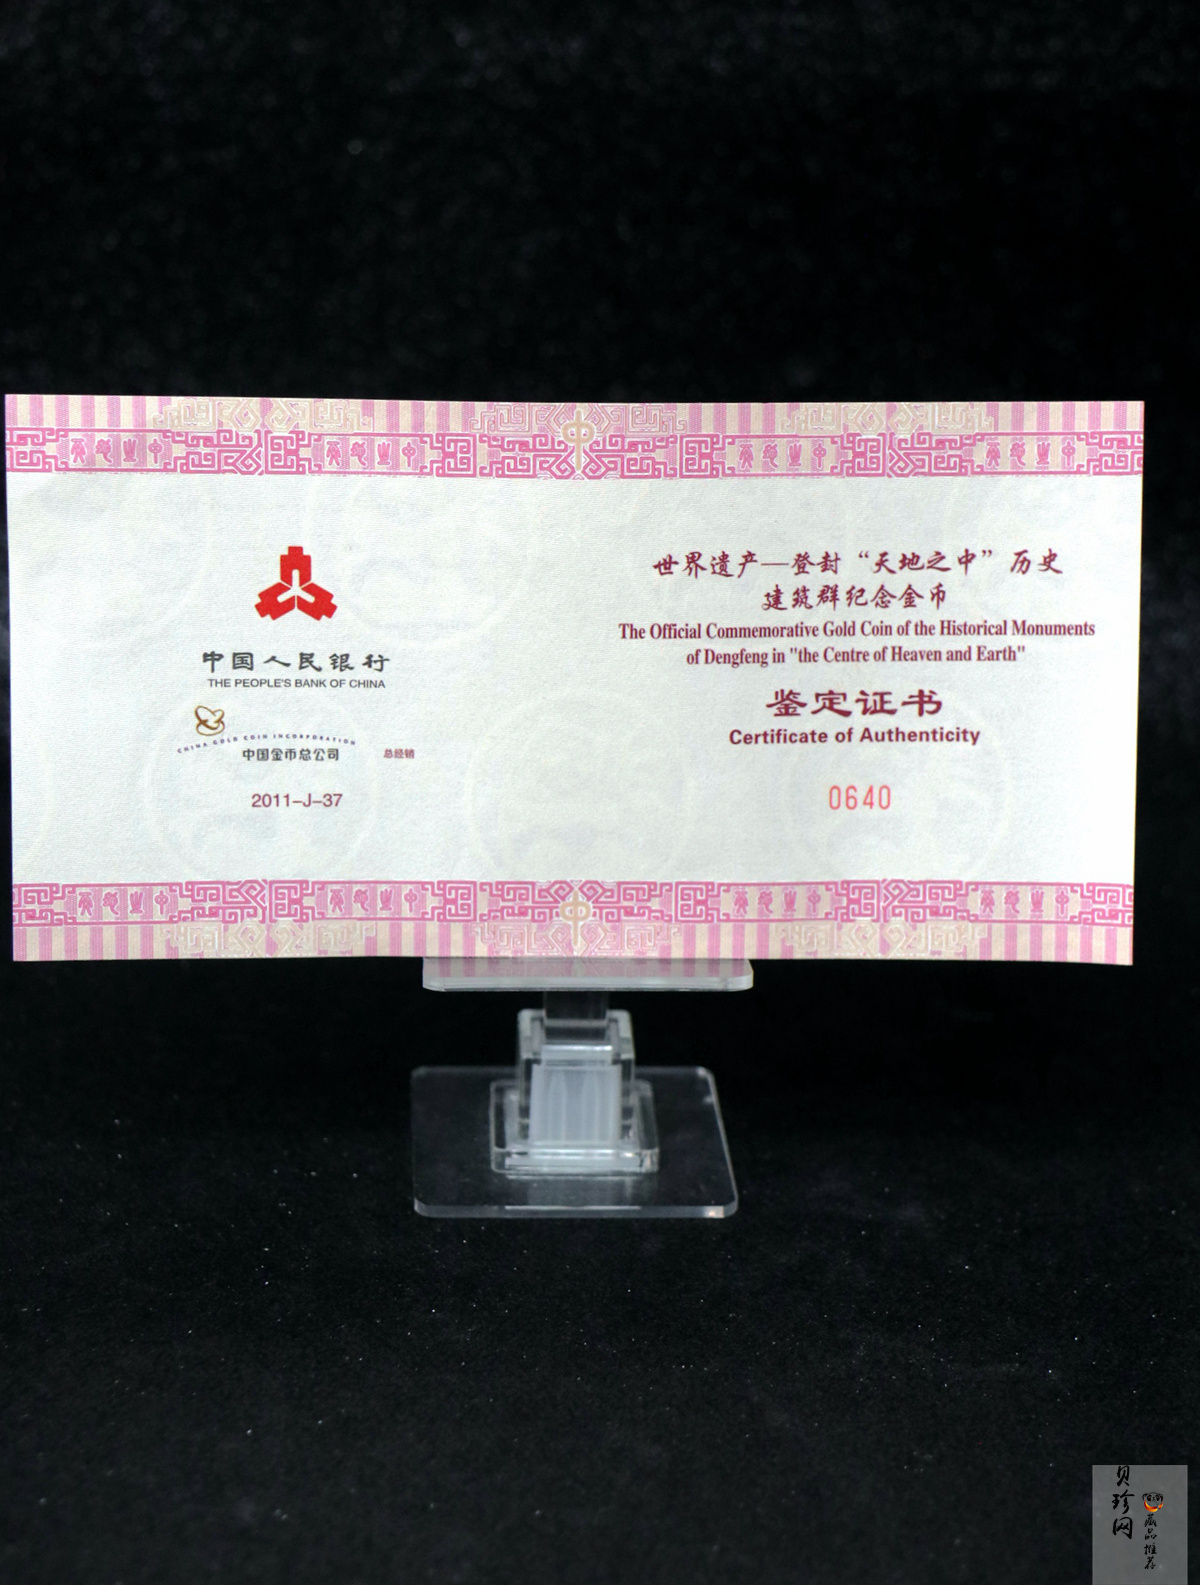 中国人民银行
THE PEOPLE'S BANK OF CHINA
CHINA GOLD COIN INCORPORATION
中国金币总公司 总经销
2011-J-37
世界遗产—登封“天地之中”历史
建筑群纪念金币
The Official Commemorative Gold Coin of the Historical Monuments
of Dengfeng in "the Centre of Heaven and Earth"
鉴定证书
Certificate of Authenticity
0640
贝珍网
藏品推荐